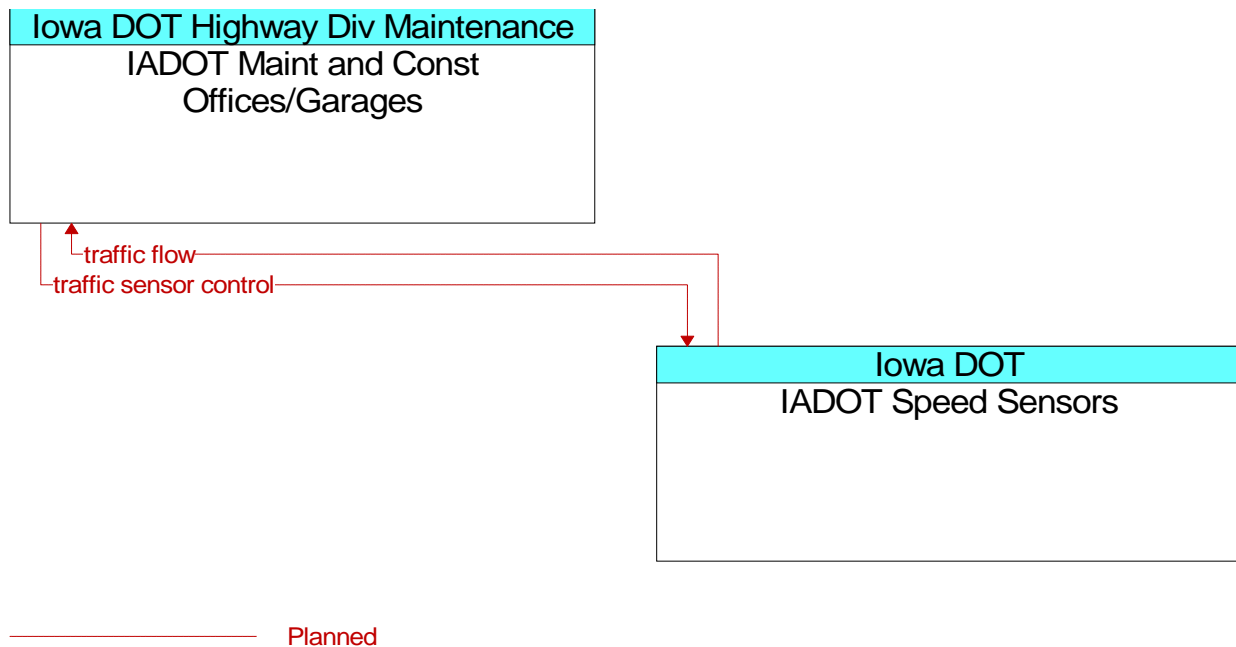 Iowa DOT Highway Div Maintenance
IADOT Maint and Const
Offices/Garages
traffic flow
traffic sensor control
Iowa DOT
IADOT Speed Sensors
Planned